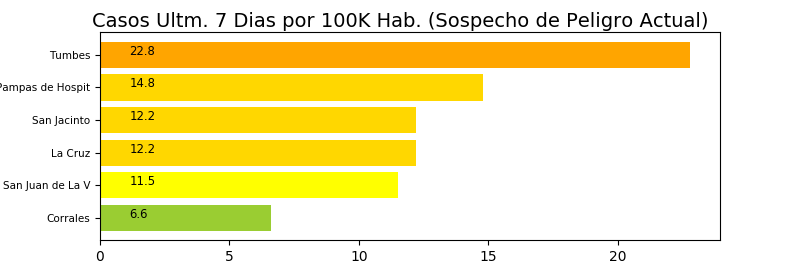 Casos Ultm. 7 Dias por 100K Hab. (Sospecho de Peligro Actual)
Tumbes 22.8
Pampas de Hospit 14.8
San Jacinto 12.2
La Cruz 12.2
San Juan de La V 11.5
Corrales 6.6
0 5 10 15 20